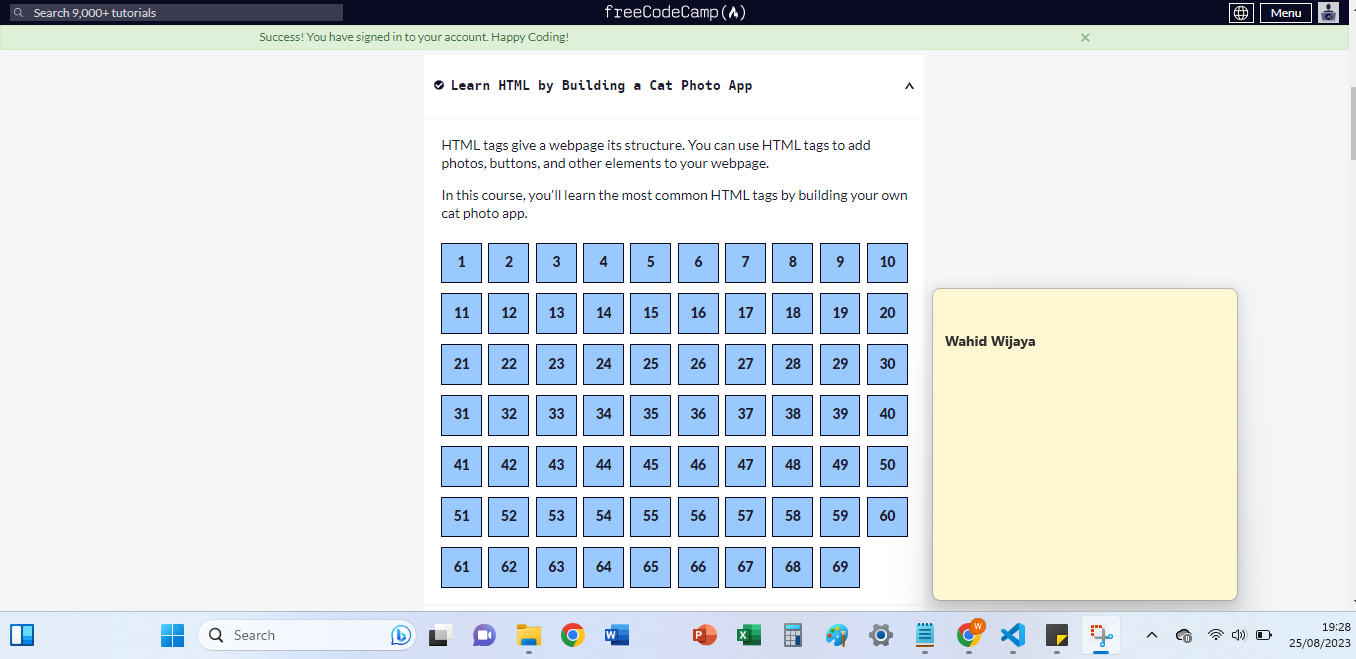 Search 9,000+ tutorials
freeCodeCamp(🔥)
Menu
Success! You have signed in to your account. Happy Coding!
×
Learn HTML by Building a Cat Photo App
HTML tags give a webpage its structure. You can use HTML tags to add
photos, buttons, and other elements to your webpage.
In this course, you'll learn the most common HTML tags by building your own
cat photo app.
1 2 3 4 5 6 7 8 9 10
11 12 13 14 15 16 17 18 19 20
21 22 23 24 25 26 27 28 29 30
31 32 33 34 35 36 37 38 39 40
41 42 43 44 45 46 47 48 49 50
51 52 53 54 55 56 57 58 59 60
61 62 63 64 65 66 67 68 69
Wahid Wijaya
Search
W
P
X
W
19:28
25/08/2023